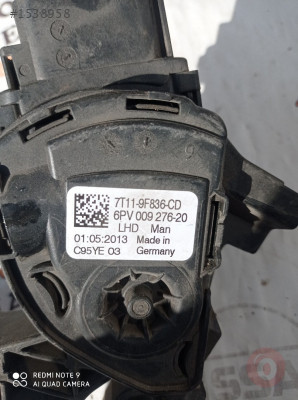 #1538958
7T11-9F836-CD
6PV 009 276-20
LHD Man
01:05:2013 Made in
C95YE 03 Germany
REDMI NOTE 9
AI QUAD CAMERA